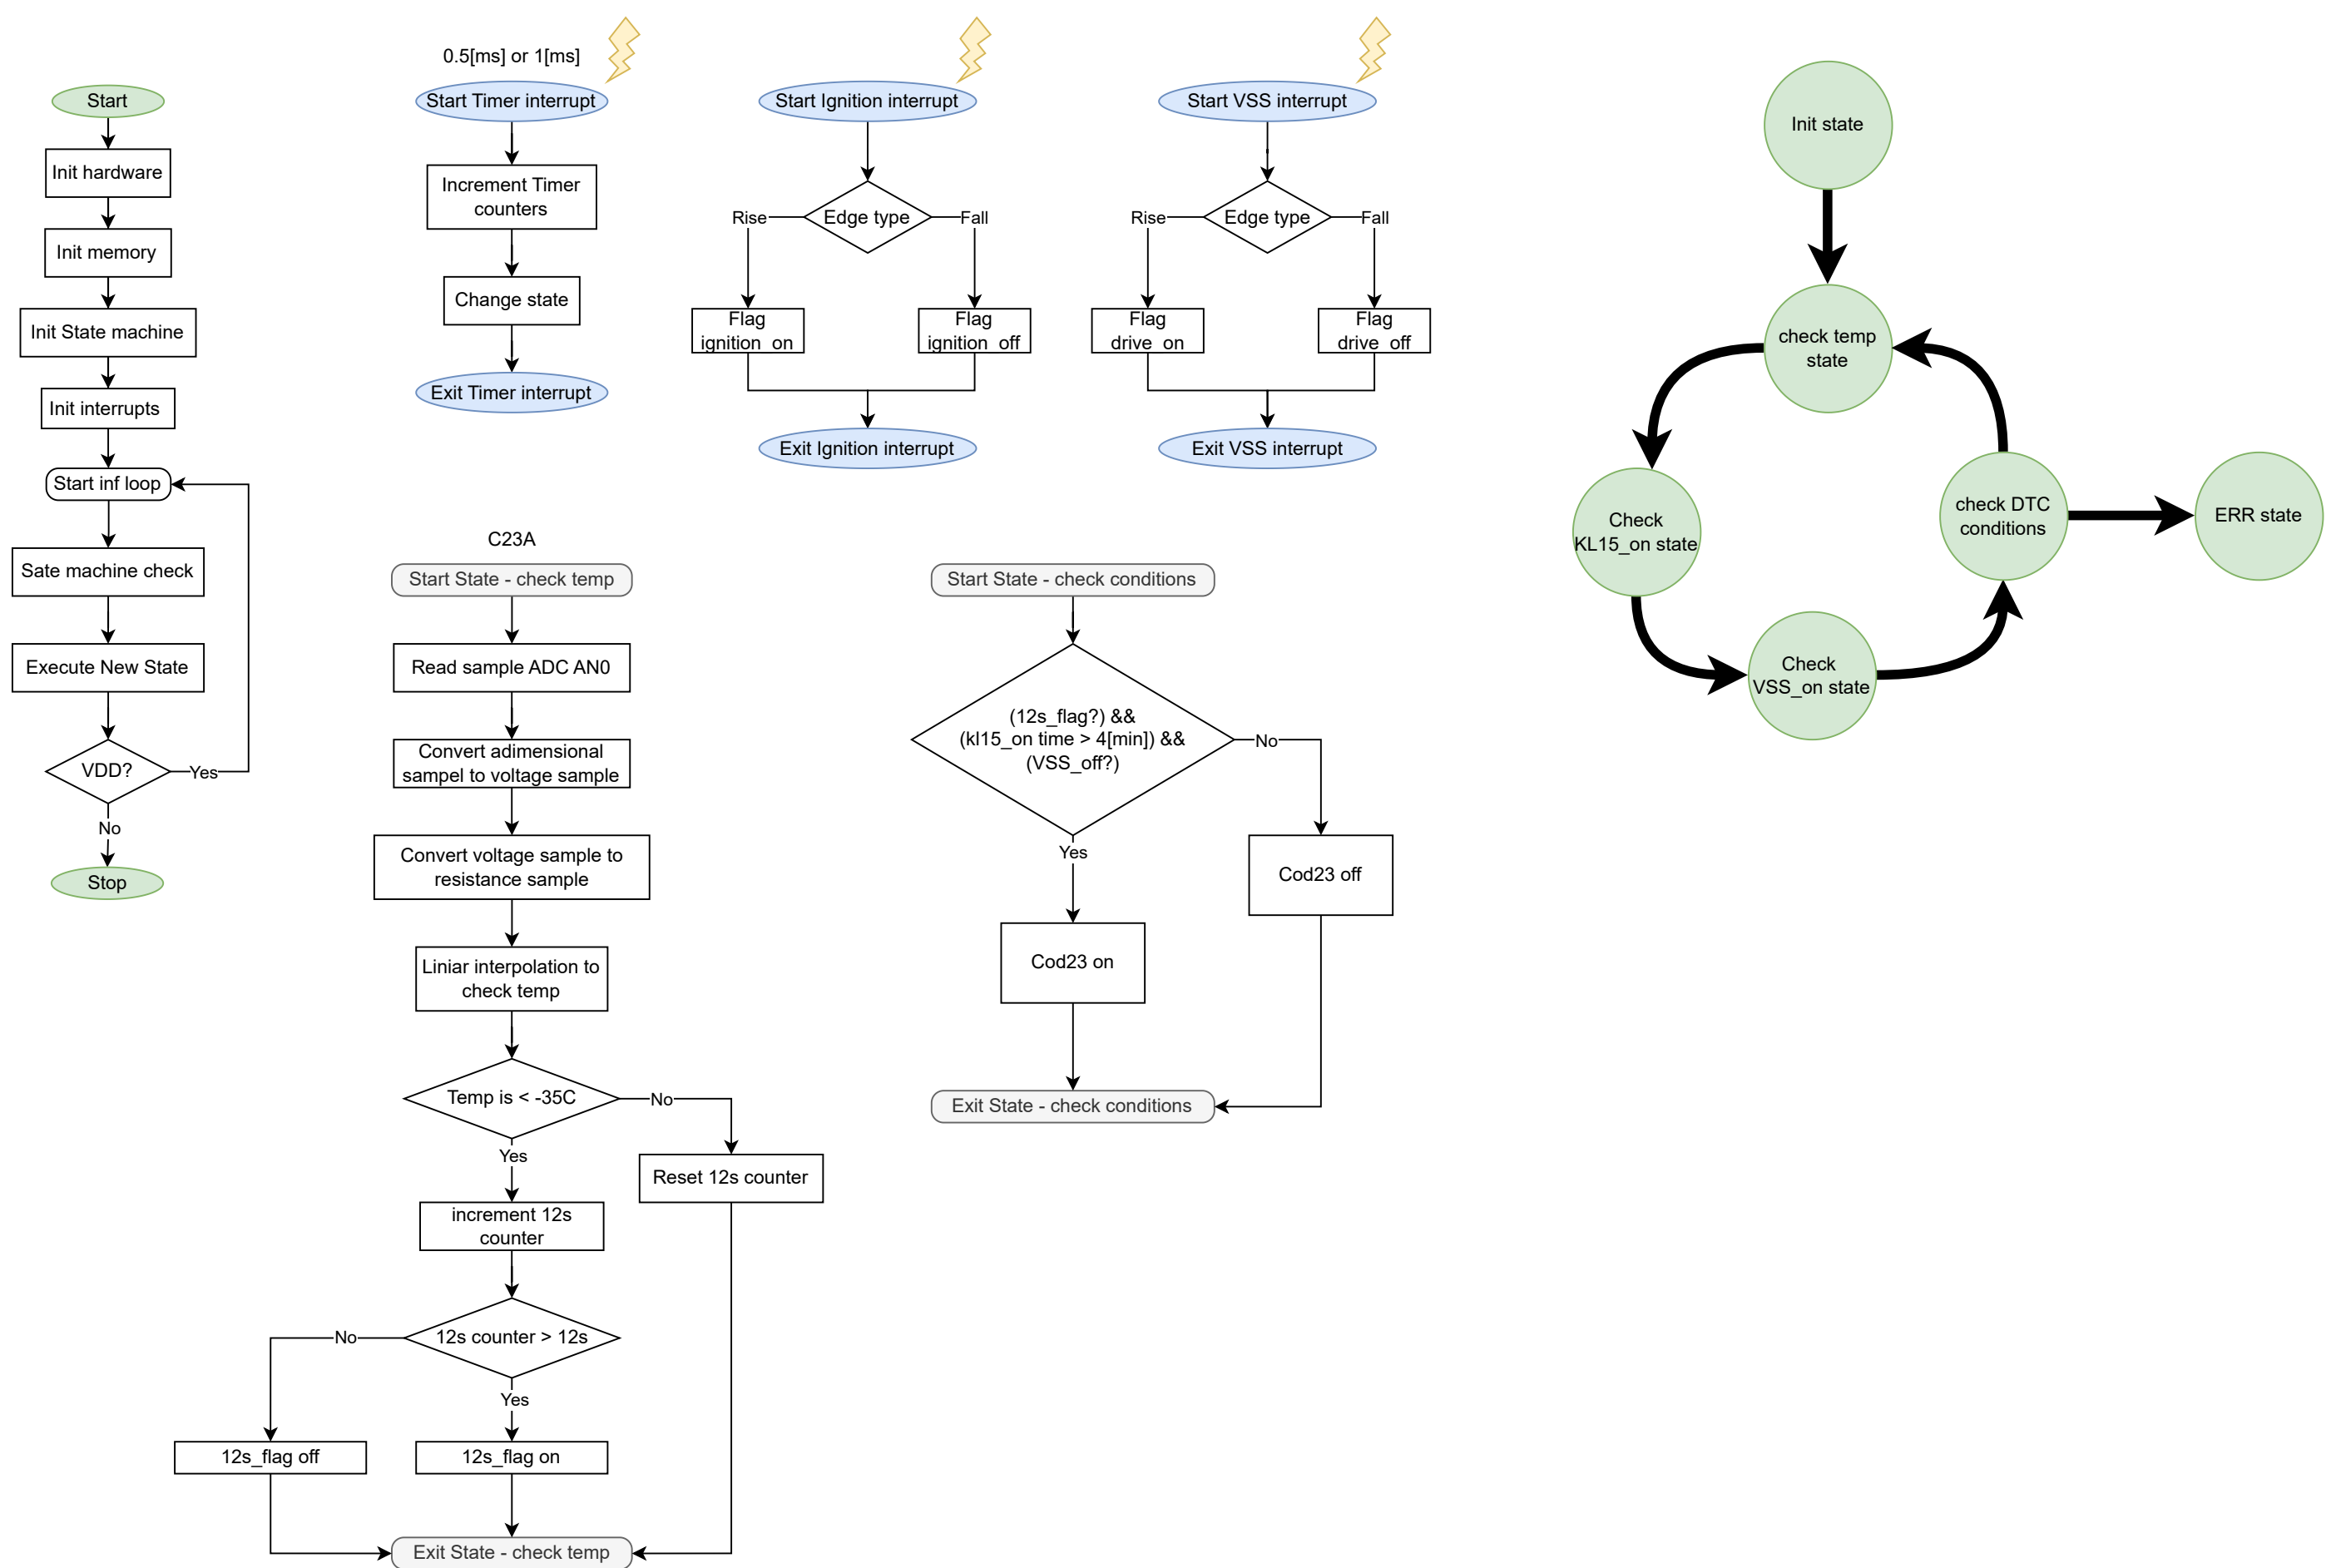 Start
Init hardware
Init memory
Init State machine
Init interrupts
Start inf loop
Sate machine check
Execute New State
VDD?
Yes
No
Stop
0.5[ms] or 1[ms]
Start Timer interrupt
Increment Timer
counters
Change state
Exit Timer interrupt
Start Ignition interrupt
Edge type
Rise
Fall
Flag
ignition_on
Flag
ignition_off
Exit Ignition interrupt
Start VSS interrupt
Edge type
Rise
Fall
Flag
drive_on
Flag
drive_off
Exit VSS interrupt
C23A
Start State - check temp
Read sample ADC AN0
Convert adimensional
sampel to voltage sample
Convert voltage sample to
resistance sample
Liniar interpolation to
check temp
Temp is < -35C
No
Yes
Reset 12s counter
increment 12s
counter
12s counter > 12s
No
Yes
12s_flag off
12s_flag on
Exit State - check temp
Start State - check conditions
(12s_flag?) &&
(kl15_on time > 4[min]) &&
(VSS_off?)
No
Yes
Cod23 off
Cod23 on
Exit State - check conditions
Init state
check temp
state
Check
KL15_on state
check DTC
conditions
ERR state
Check
VSS_on state